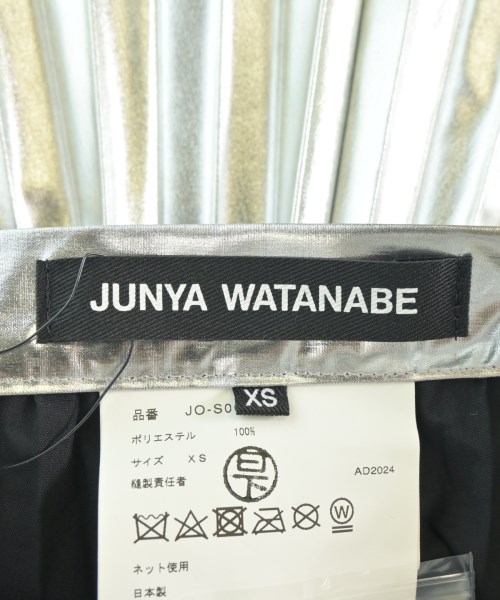 JUNYA WATANABE
XS
品番 JO-S0
ポリエステル 100%
サイズ XS
縫製責任者
AD2024
W
ネット使用
日本製